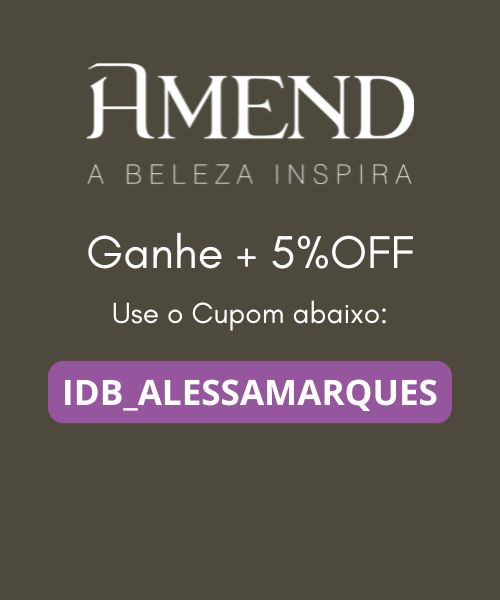 AMEND
A BELEZA INSPIRA
Ganhe + 5%OFF
Use o Cupom abaixo:
IDB_ALESSAMARQUES